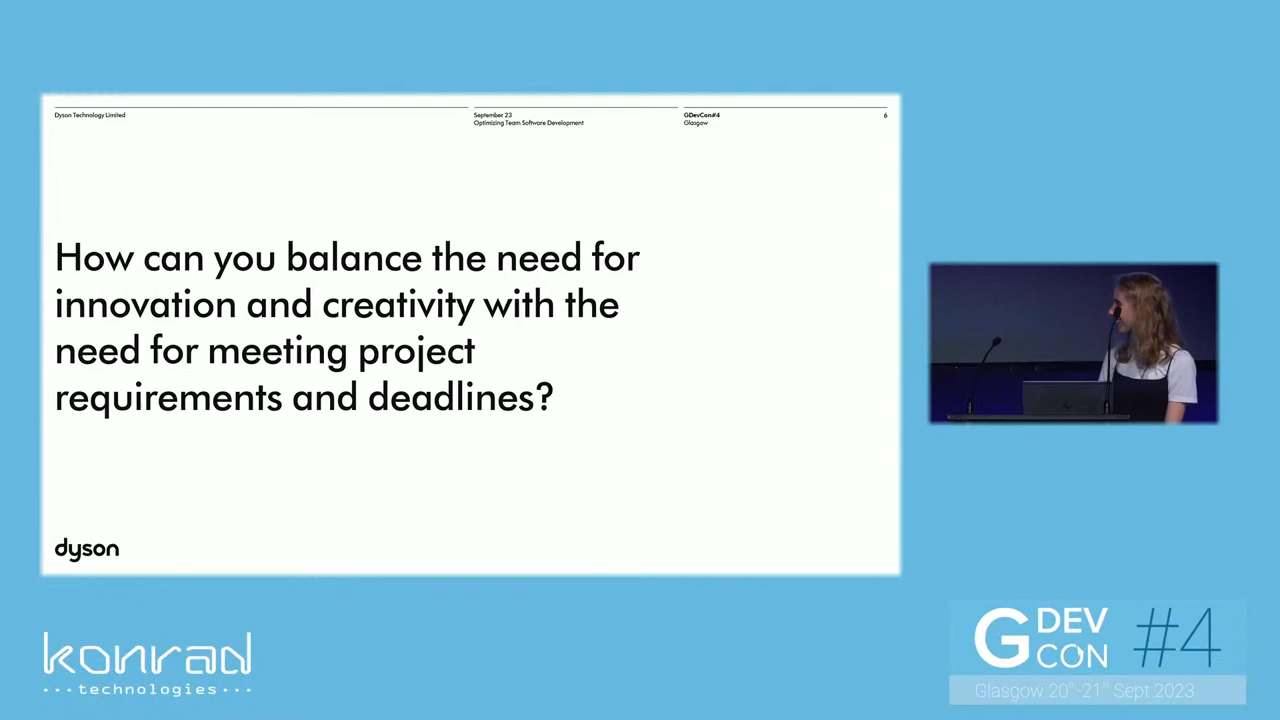 Dyson Technology Limited
September 23
Optimizing Team Software Development
GDevCon#4
Glasgow
6
How can you balance the need for
innovation and creativity with the
need for meeting project
requirements and deadlines?
dyson
konrad
technologies
G DEV CON #4
Glasgow 20th-21st Sept 2023